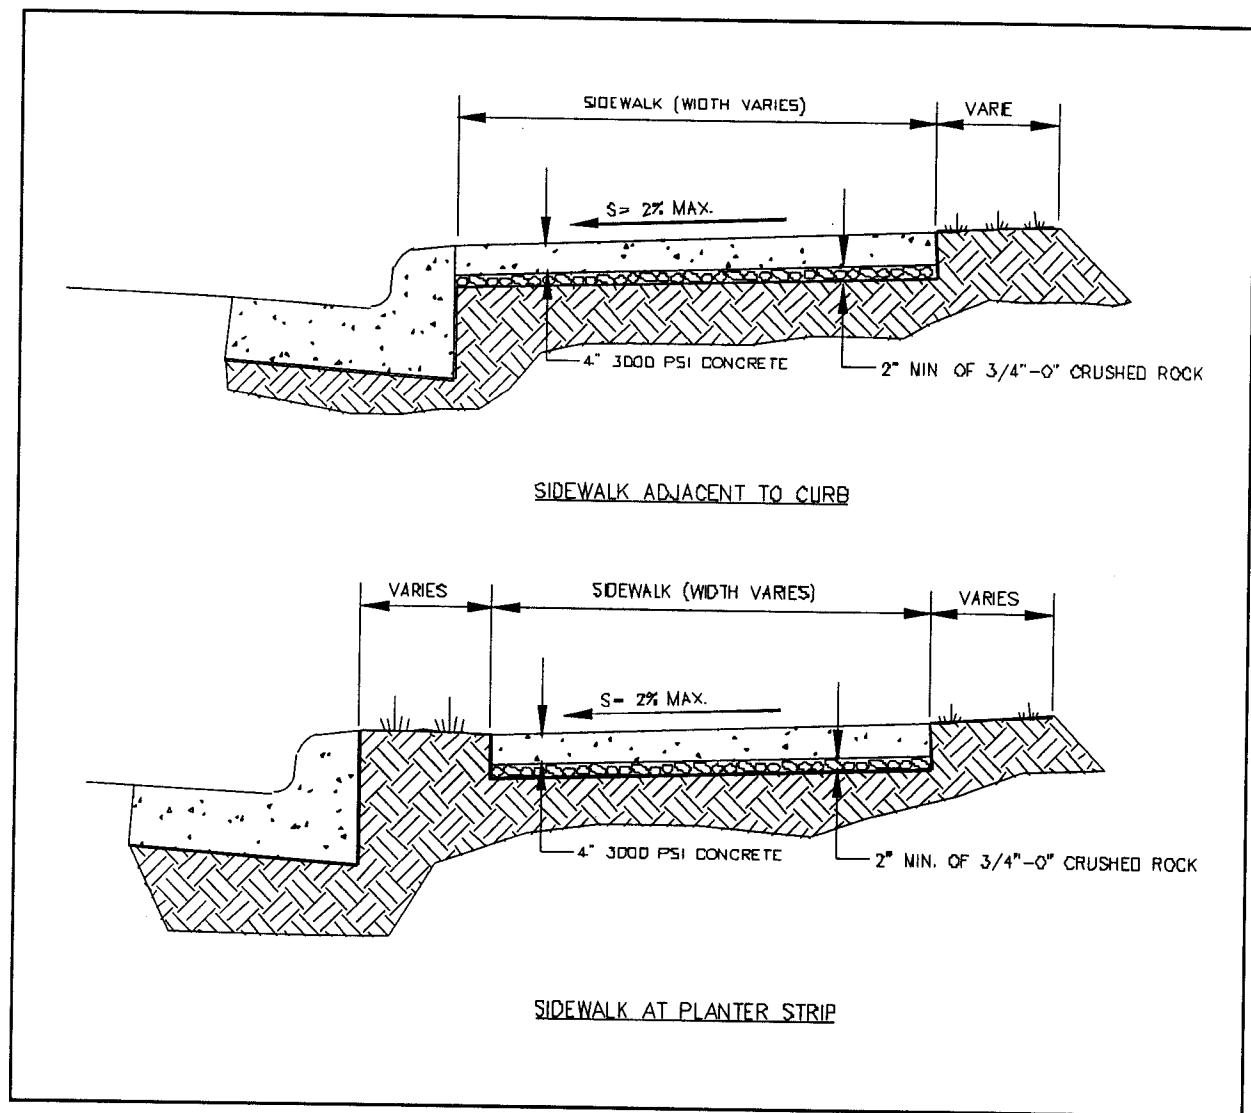 SIDEWALK (WIDTH VARIES)
VARIE
S= 2% MAX.
4" 3000 PSI CONCRETE
2" MIN OF 3/4"-0" CRUSHED ROCK
SIDEWALK ADJACENT TO CURB
VARIES
SIDEWALK (WIDTH VARIES)
VARIES
S= 2% MAX.
4" 3000 PSI CONCRETE
2" MIN. OF 3/4"-0" CRUSHED ROCK
SIDEWALK AT PLANTER STRIP